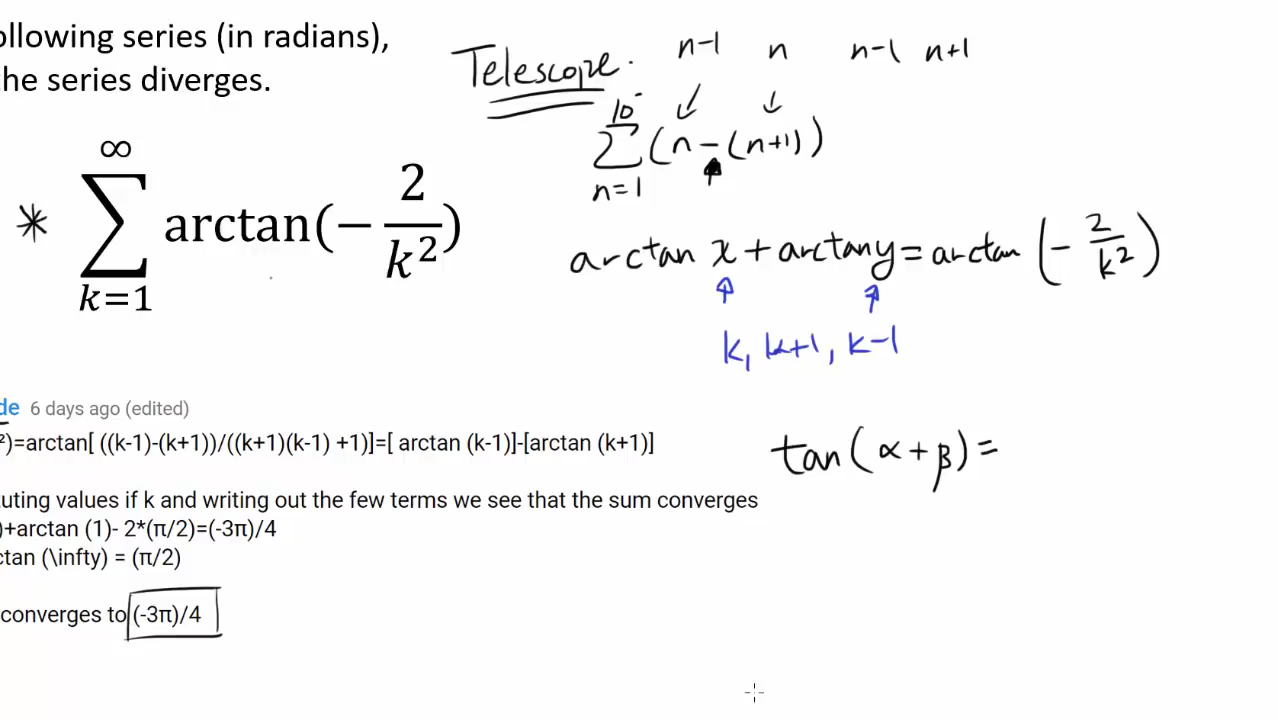 ollowing series (in radians),
he series diverges.
Telescope.
n-1 n n-1 n+1
10
∑ (n - (n+1))
n=1
∞
* ∑ arctan(− 2/k²)
k=1
arctan x + arctan y = arctan (- 2/k²)
k, k+1, k-1
de 6 days ago (edited)
²)=arctan[ ((k-1)-(k+1))/((k+1)(k-1) +1)]=[ arctan (k-1)]-[arctan (k+1)]
tan(α+β)=
tuting values if k and writing out the few terms we see that the sum converges
)+arctan (1)- 2*(π/2)=(-3π)/4
ctan (\infty) = (π/2)
converges to (-3π)/4